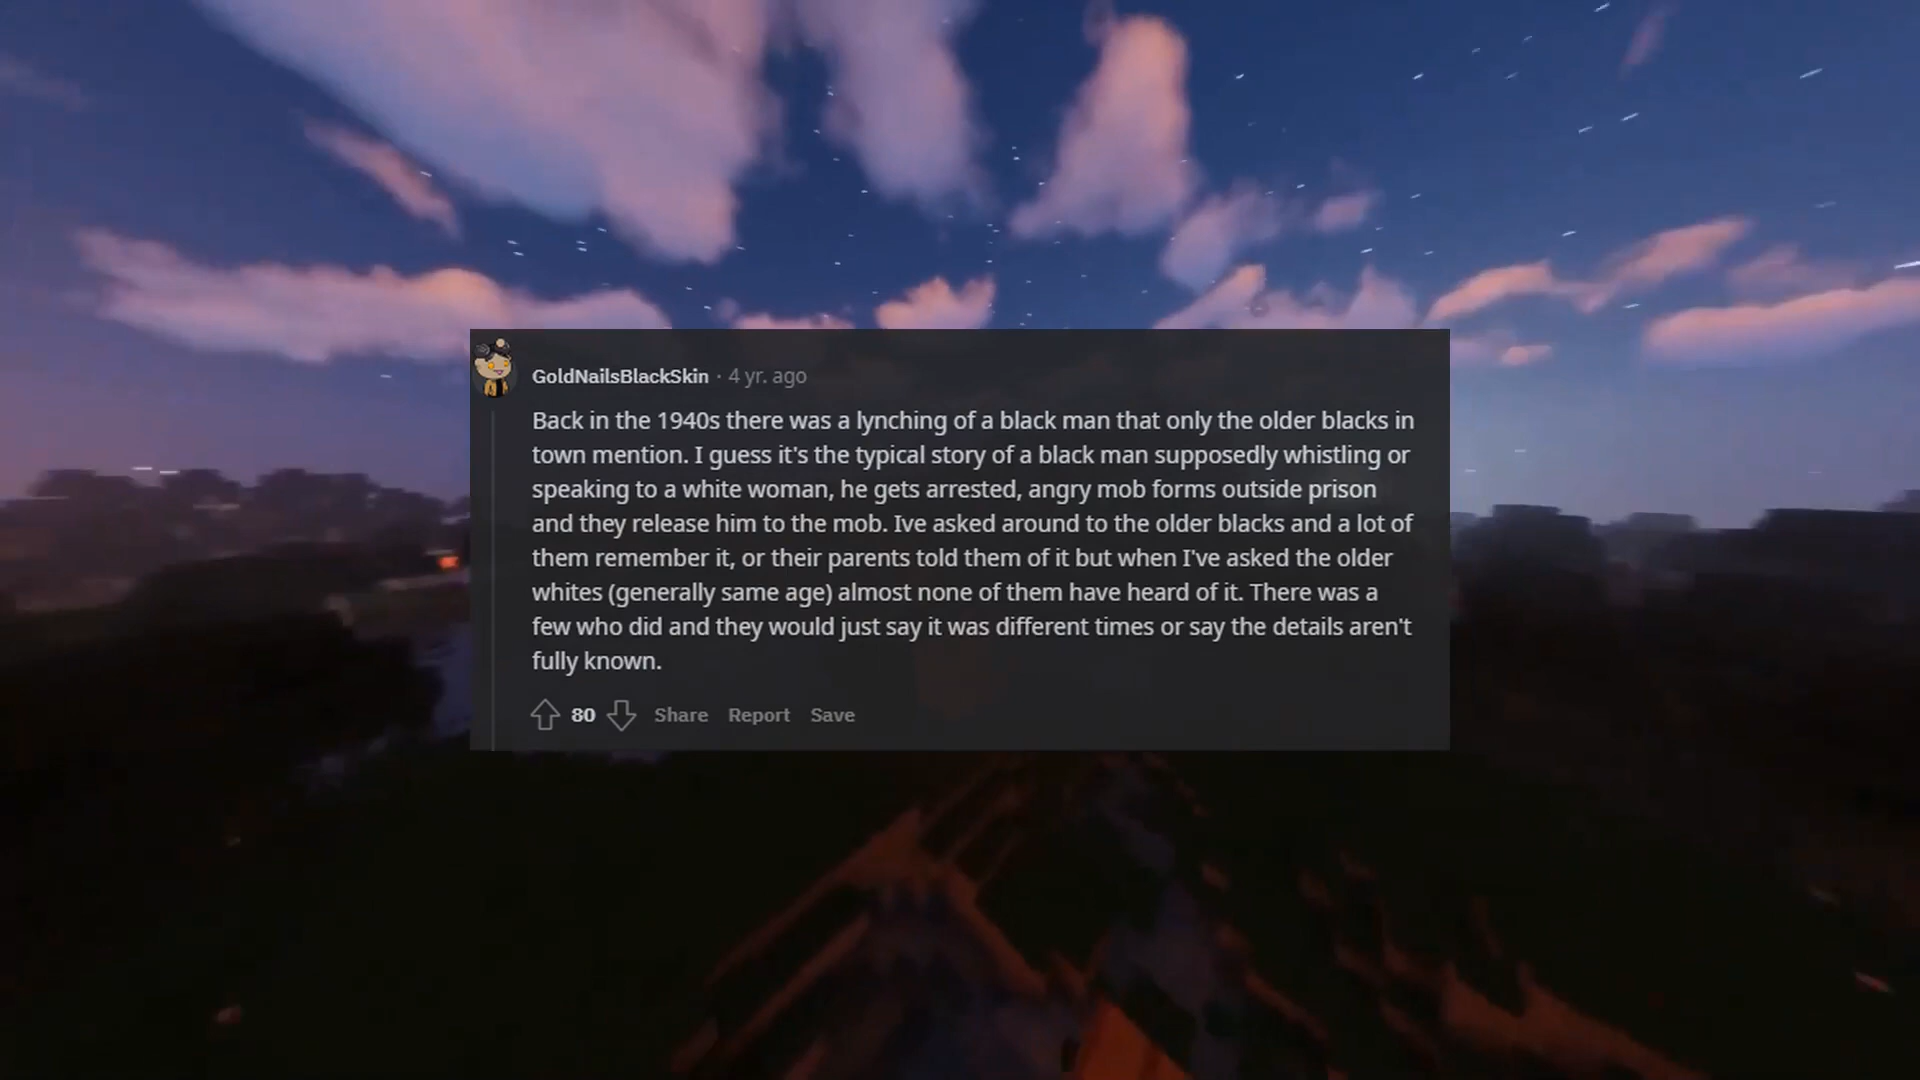 GoldNailsBlackSkin · 4 yr. ago
Back in the 1940s there was a lynching of a black man that only the older blacks in
town mention. I guess it's the typical story of a black man supposedly whistling or
speaking to a white woman, he gets arrested, angry mob forms outside prison
and they release him to the mob. Ive asked around to the older blacks and a lot of
them remember it, or their parents told them of it but when I've asked the older
whites (generally same age) almost none of them have heard of it. There was a
few who did and they would just say it was different times or say the details aren't
fully known.
80 Share Report Save